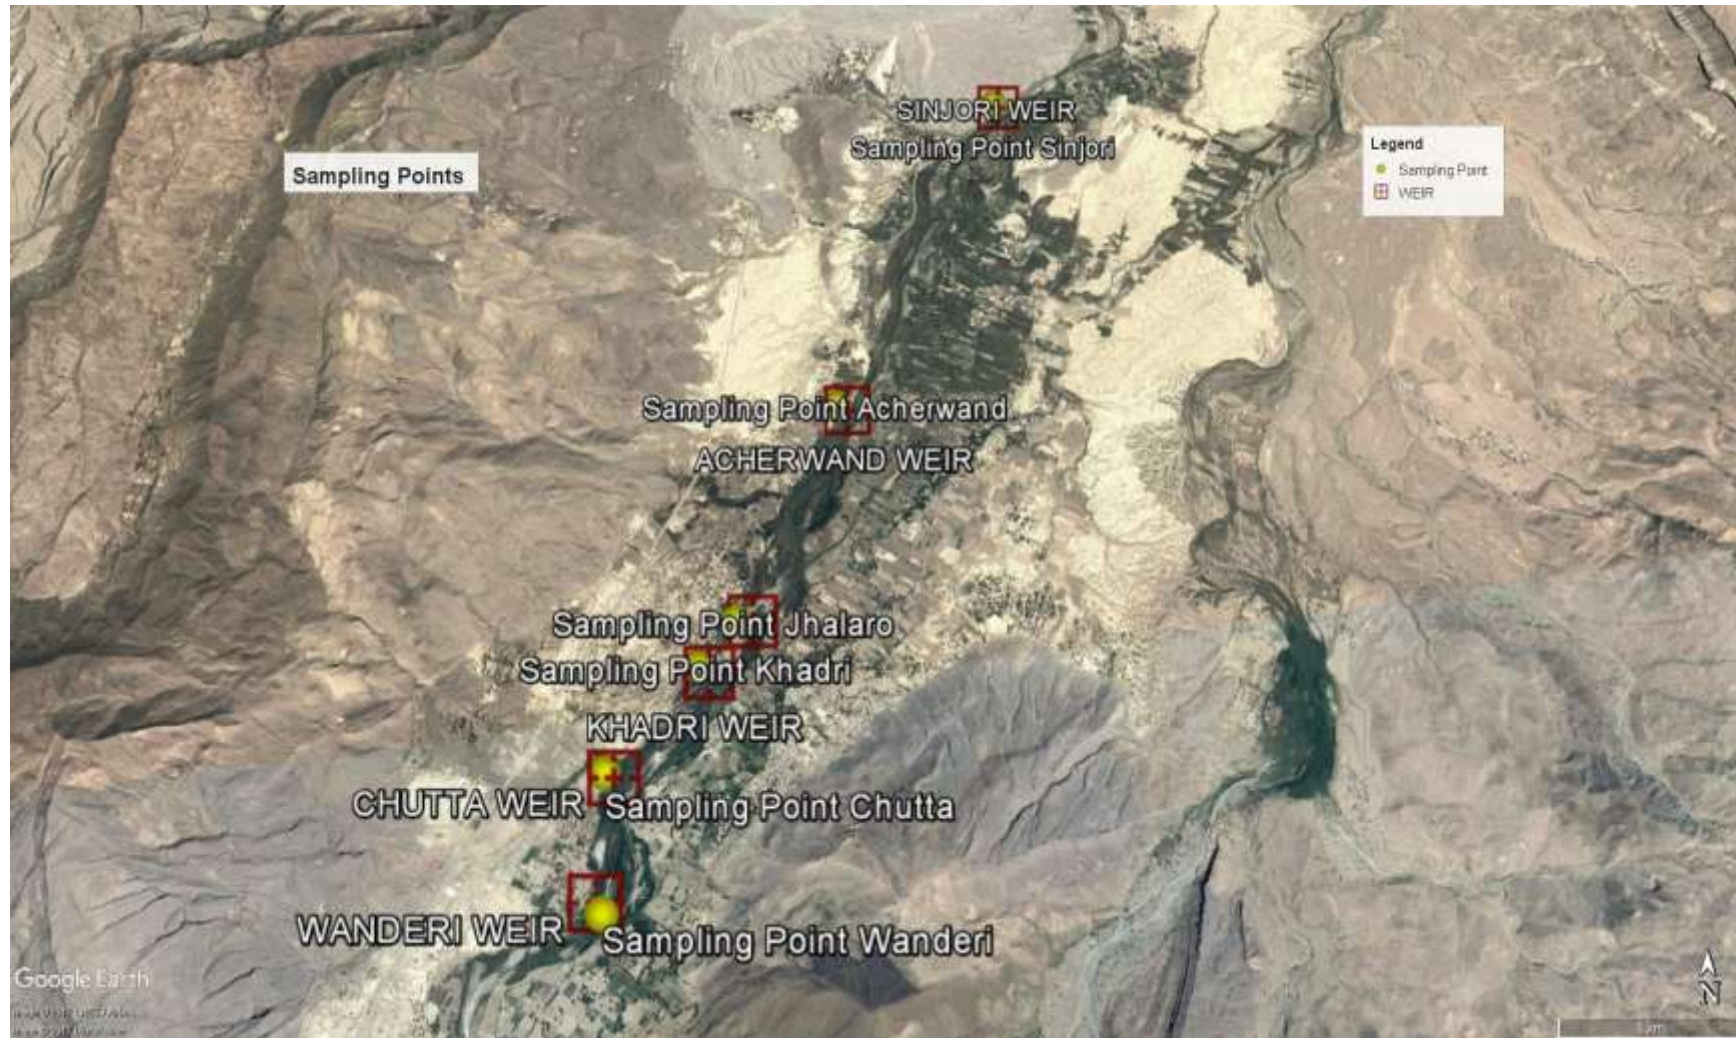 SINJORI WEIR
Sampling Point Sinjori
Legend
Sampling Point
WEIR
Sampling Points
Sampling Point Acherwand
ACHERWAND WEIR
Sampling Point Jhalaro
Sampling Point Khadri
KHADRI WEIR
CHUTTA WEIR
Sampling Point Chutta
WANDERI WEIR
Sampling Point Wanderi
Google Earth
N